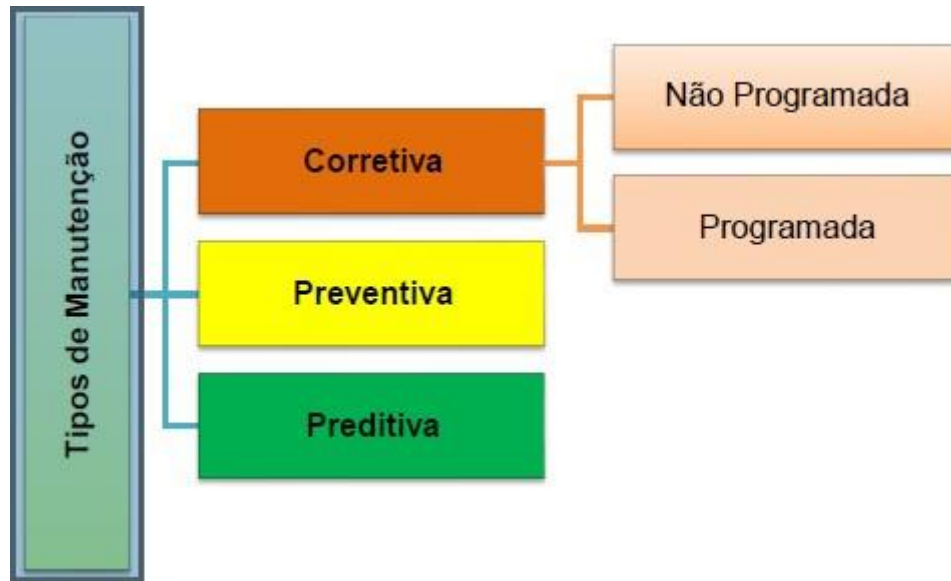 Tipos de Manutenção
Corretiva
Não Programada
Programada
Preventiva
Preditiva